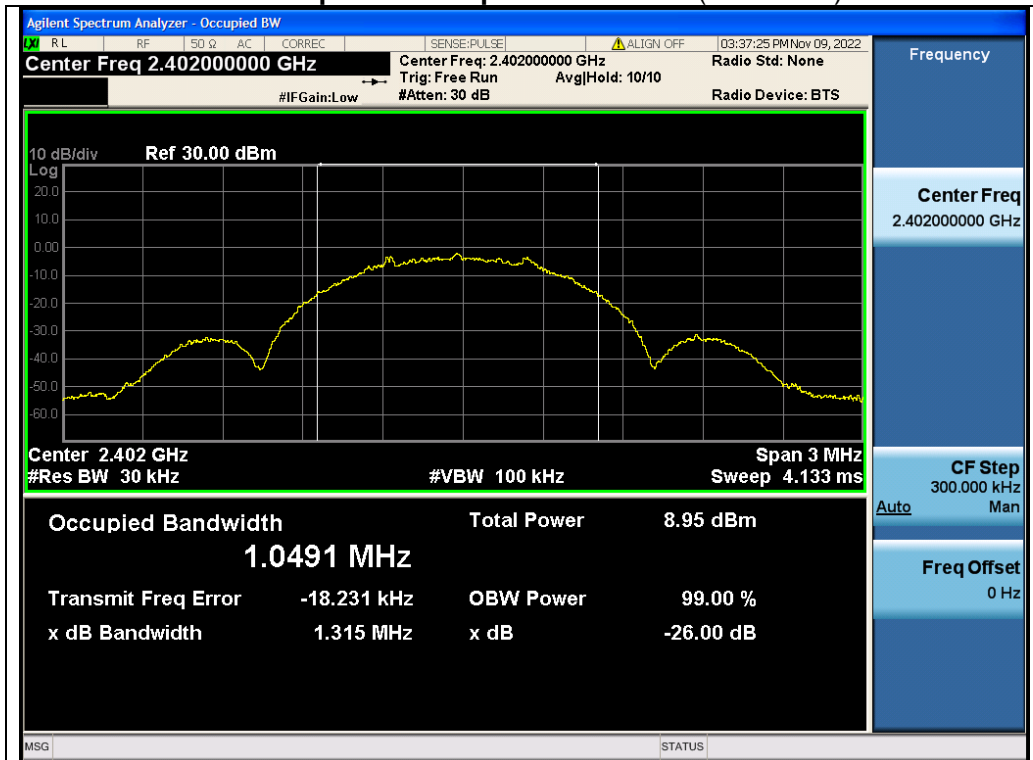 Agilent Spectrum Analyzer - Occupied BW
LXI RL RF 50 Ω AC CORREC SENSE:PULSE ALIGN OFF 03:37:25 PM Nov 09, 2022
Center Freq 2.402000000 GHz Center Freq: 2.402000000 GHz Radio Std: None
Trig: Free Run Avg|Hold: 10/10
#IFGain:Low #Atten: 30 dB Radio Device: BTS
Frequency
10 dB/div Ref 30.00 dBm
Log
20.0
10.0
0.00
-10.0
-20.0
-30.0
-40.0
-50.0
-60.0
Center 2.402 GHz Span 3 MHz
#Res BW 30 kHz #VBW 100 kHz Sweep 4.133 ms
Occupied Bandwidth Total Power 8.95 dBm
1.0491 MHz
Transmit Freq Error -18.231 kHz OBW Power 99.00 %
x dB Bandwidth 1.315 MHz x dB -26.00 dB
Center Freq
2.402000000 GHz
CF Step
300.000 kHz
Auto Man
Freq Offset
0 Hz
MSG STATUS